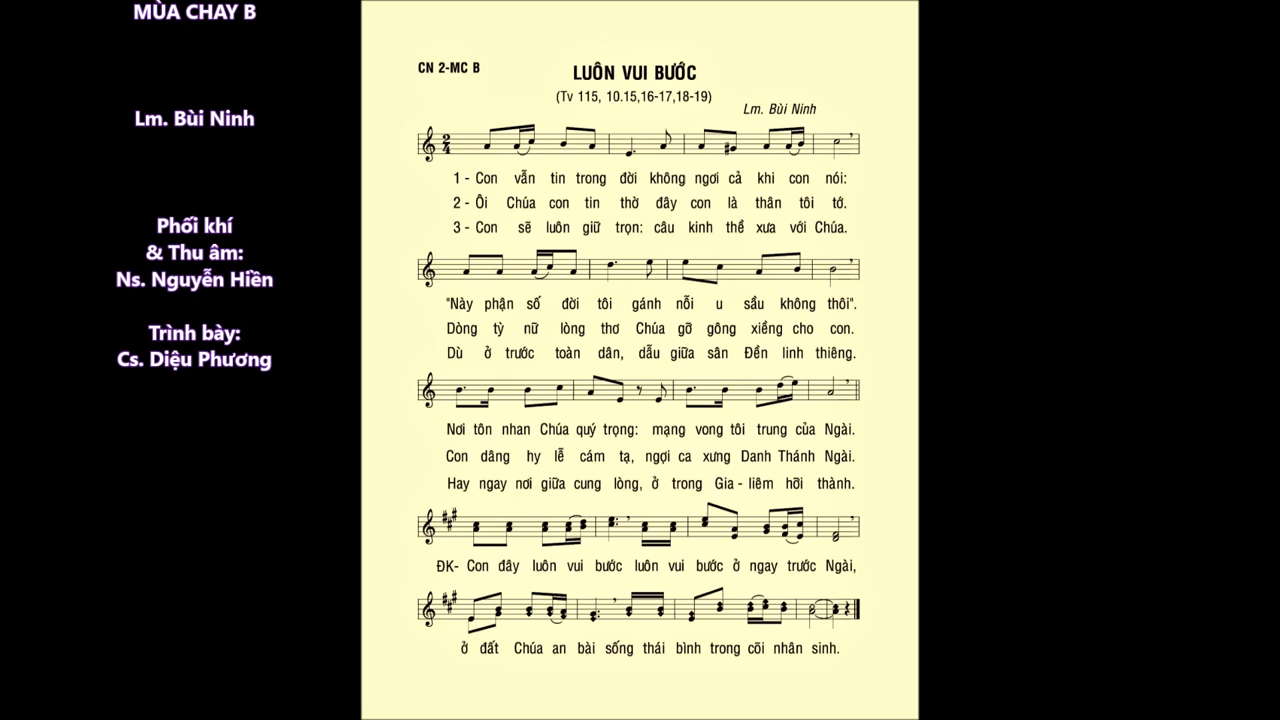 MÙA CHAY B
Lm. Bùi Ninh
Phối khí
& Thu âm:
Ns. Nguyễn Hiền
Trình bày:
Cs. Diệu Phương
CN 2-MC B
LUÔN VUI BƯỚC
(Tv 115, 10.15,16-17,18-19)
Lm. Bùi Ninh
1 - Con vẫn tin trong đời không ngơi cả khi con nói:
2 - Ôi Chúa con tin thờ đây con là thân tôi tớ.
3 - Con sẽ luôn giữ trọn: câu kinh thề xưa với Chúa.
"Này phận số đời tôi gánh nỗi u sầu không thôi".
Dòng tỳ nữ lòng thơ Chúa gỡ gông xiềng cho con.
Dù ở trước toàn dân, dẫu giữa sân Đền linh thiêng.
Nơi tôn nhan Chúa quý trọng: mạng vong tôi trung của Ngài.
Con dâng hy lễ cám tạ, ngợi ca xưng Danh Thánh Ngài.
Hay ngay nơi giữa cung lòng, ở trong Gia - liêm hỡi thành.
ĐK- Con đây luôn vui bước luôn vui bước ở ngay trước Ngài,
ở đất Chúa an bài sống thái bình trong cõi nhân sinh.